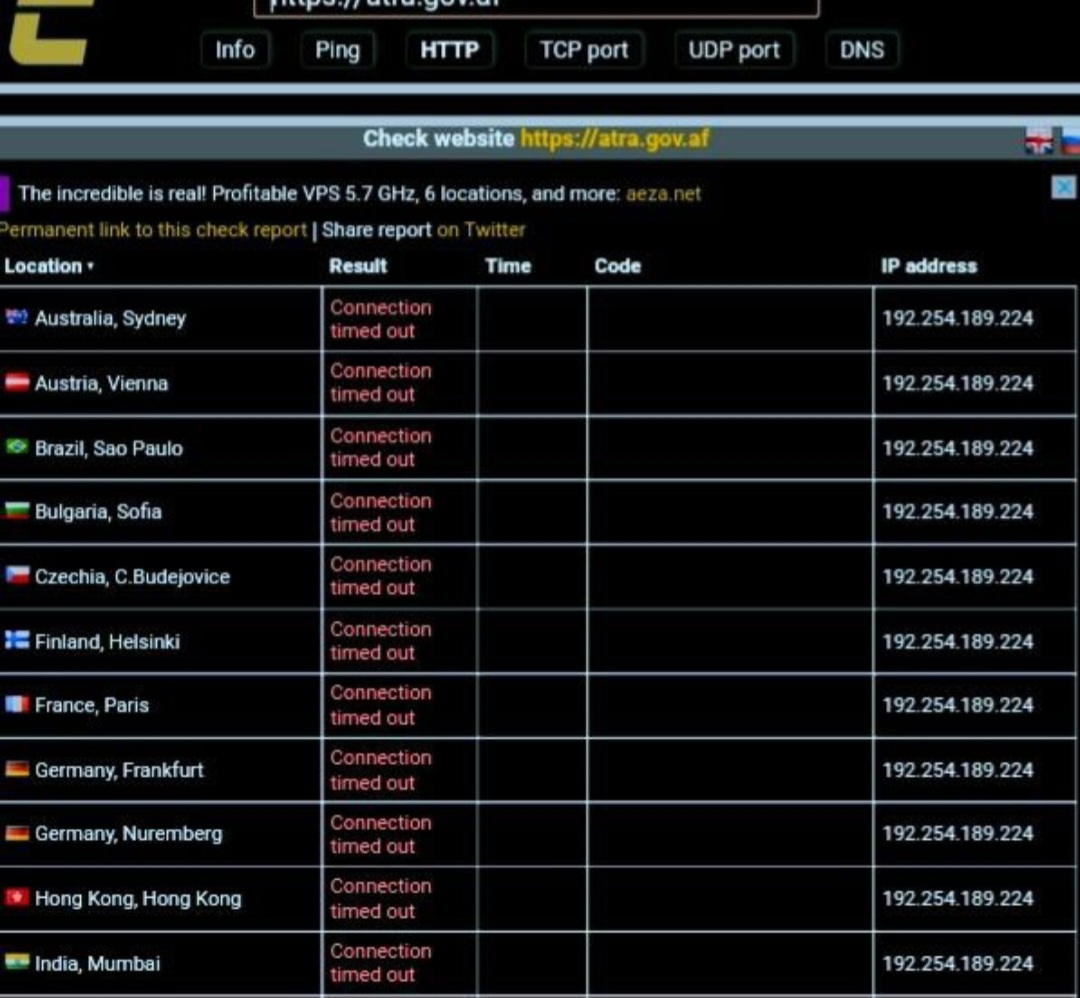 https://atra.gov.af
Info Ping HTTP TCP port UDP port DNS
Check website https://atra.gov.af
The incredible is real! Profitable VPS 5.7 GHz, 6 locations, and more: aeza.net
Permanent link to this check report | Share report on Twitter
Location Result Time Code IP address
Australia, Sydney Connection timed out 192.254.189.224
Austria, Vienna Connection timed out 192.254.189.224
Brazil, Sao Paulo Connection timed out 192.254.189.224
Bulgaria, Sofia Connection timed out 192.254.189.224
Czechia, C.Budejovice Connection timed out 192.254.189.224
Finland, Helsinki Connection timed out 192.254.189.224
France, Paris Connection timed out 192.254.189.224
Germany, Frankfurt Connection timed out 192.254.189.224
Germany, Nuremberg Connection timed out 192.254.189.224
Hong Kong, Hong Kong Connection timed out 192.254.189.224
India, Mumbai Connection timed out 192.254.189.224